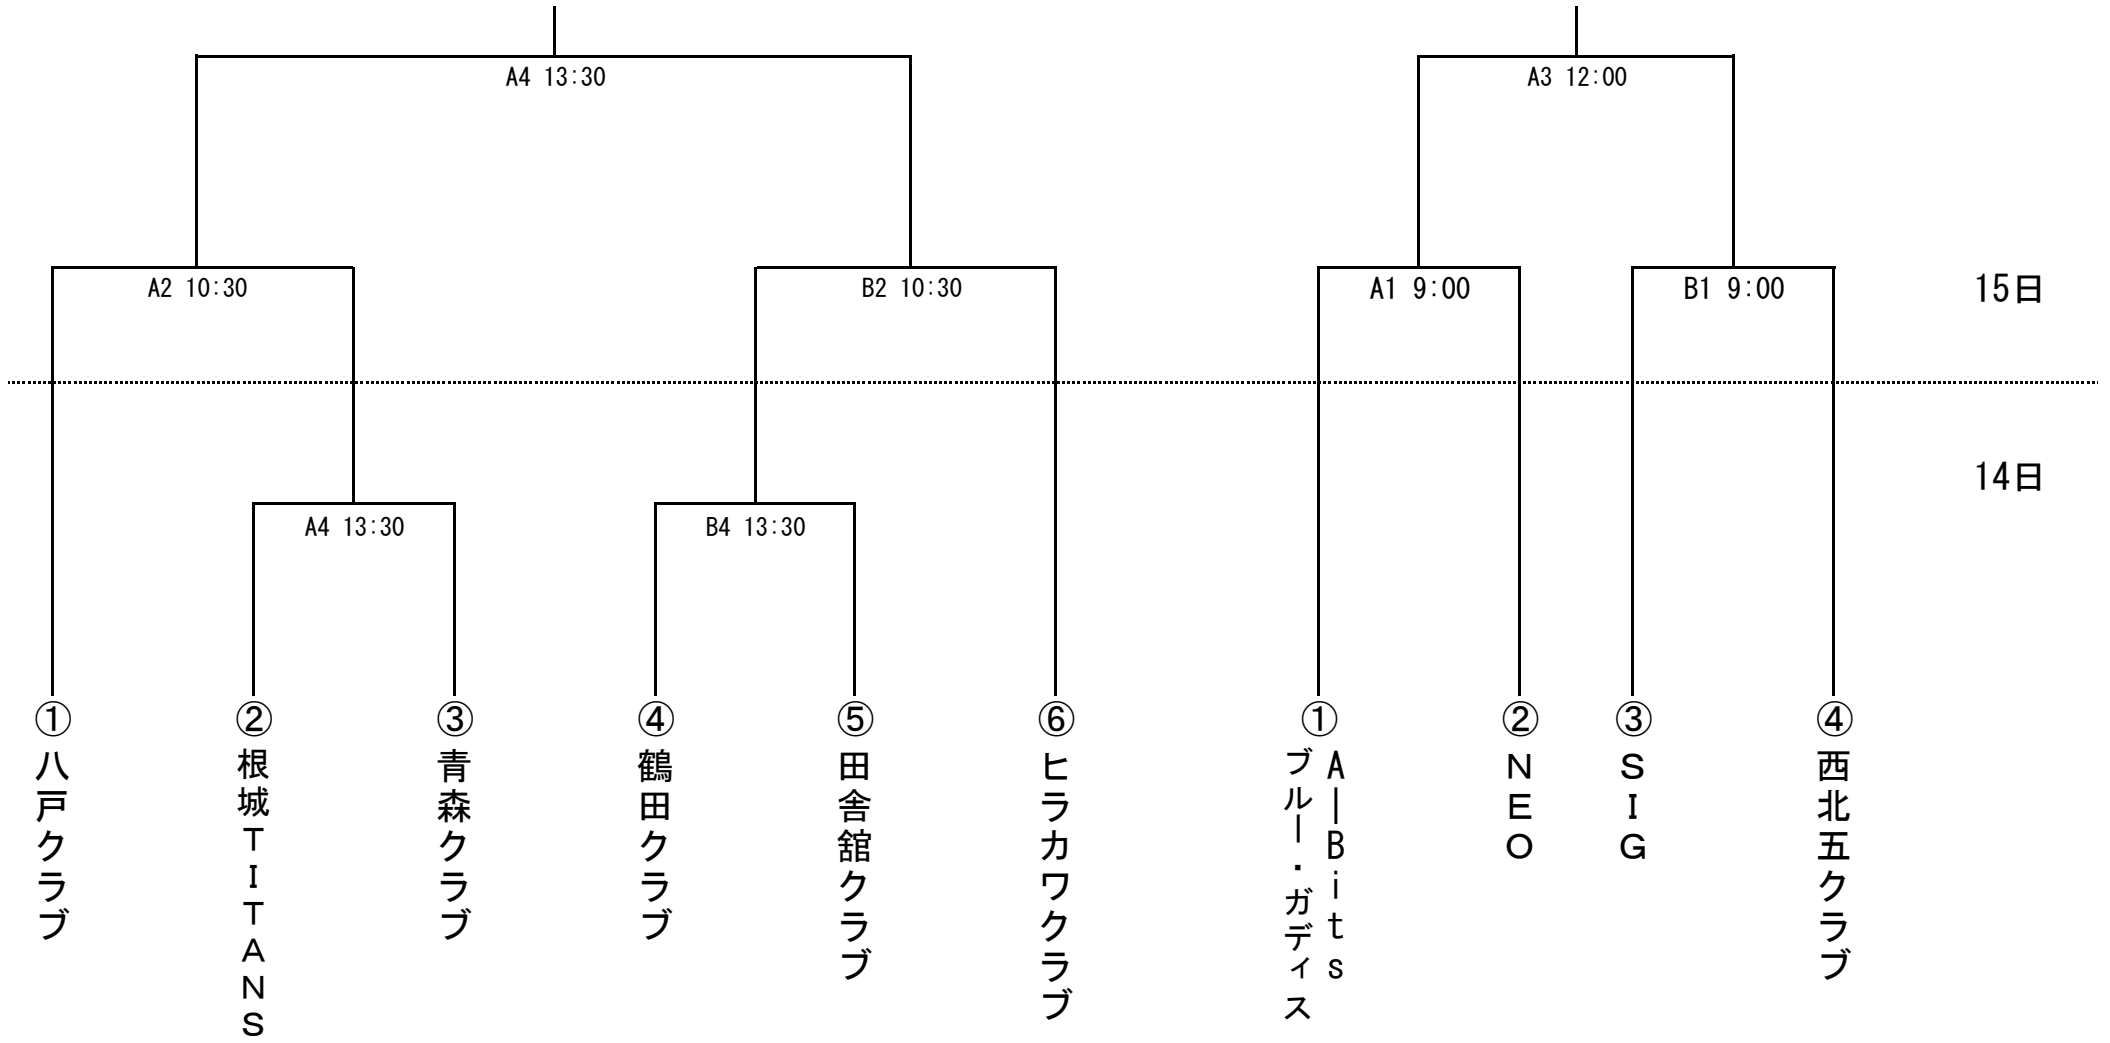 A4 13:30
A3 12:00
A2 10:30
B2 10:30
A1 9:00
B1 9:00
15日
14日
A4 13:30
B4 13:30
①八戸クラブ
②根城TITANS
③青森クラブ
④鶴田クラブ
⑤田舎舘クラブ
⑥ヒラカワクラブ
①
A―Bits
ブルー・ガディス
②NEO
③SIG
④西北五クラブ